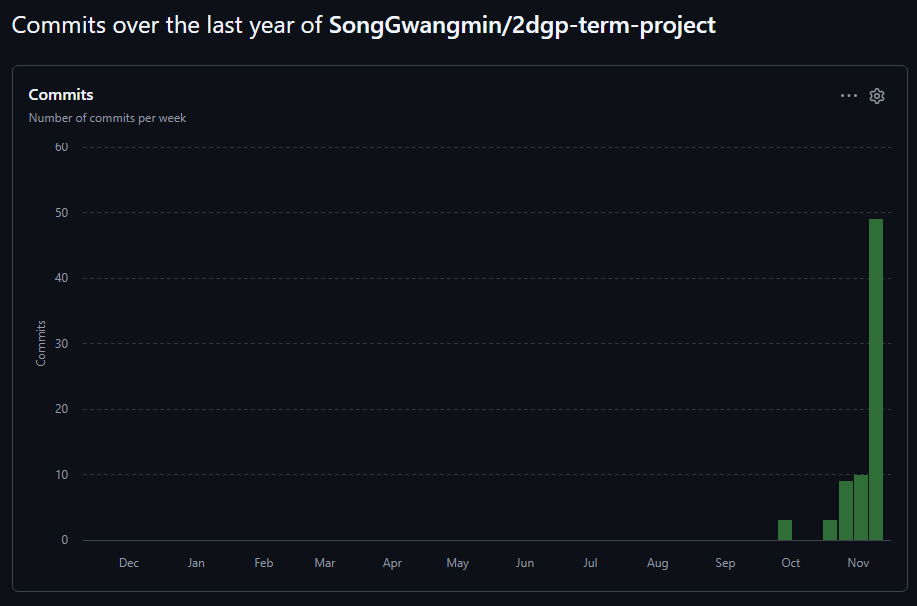 Commits over the last year of SongGwangmin/2dgp-term-project
Commits
Number of commits per week
60
50
40
30
20
10
0
Commits
Dec Jan Feb Mar Apr May Jun Jul Aug Sep Oct Nov